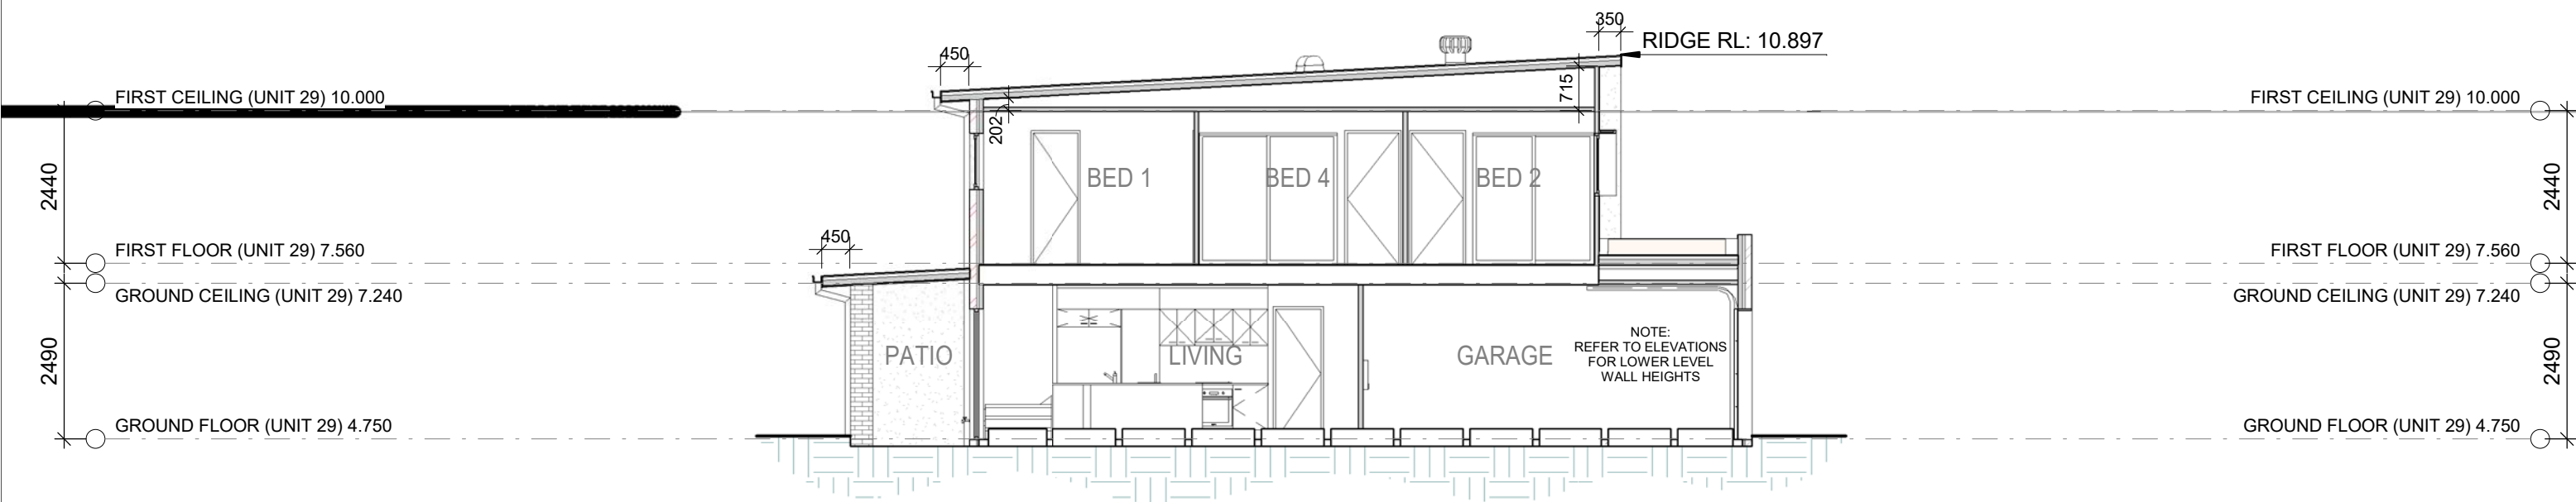 350
RIDGE RL: 10.897
450
FIRST CEILING (UNIT 29) 10.000
715
FIRST CEILING (UNIT 29) 10.000
202
2440
BED 1
BED 4
BED 2
2440
450
FIRST FLOOR (UNIT 29) 7.560
FIRST FLOOR (UNIT 29) 7.560
GROUND CEILING (UNIT 29) 7.240
GROUND CEILING (UNIT 29) 7.240
2490
PATIO
LIVING
GARAGE
NOTE:
REFER TO ELEVATIONS
FOR LOWER LEVEL
WALL HEIGHTS
2490
GROUND FLOOR (UNIT 29) 4.750
GROUND FLOOR (UNIT 29) 4.750